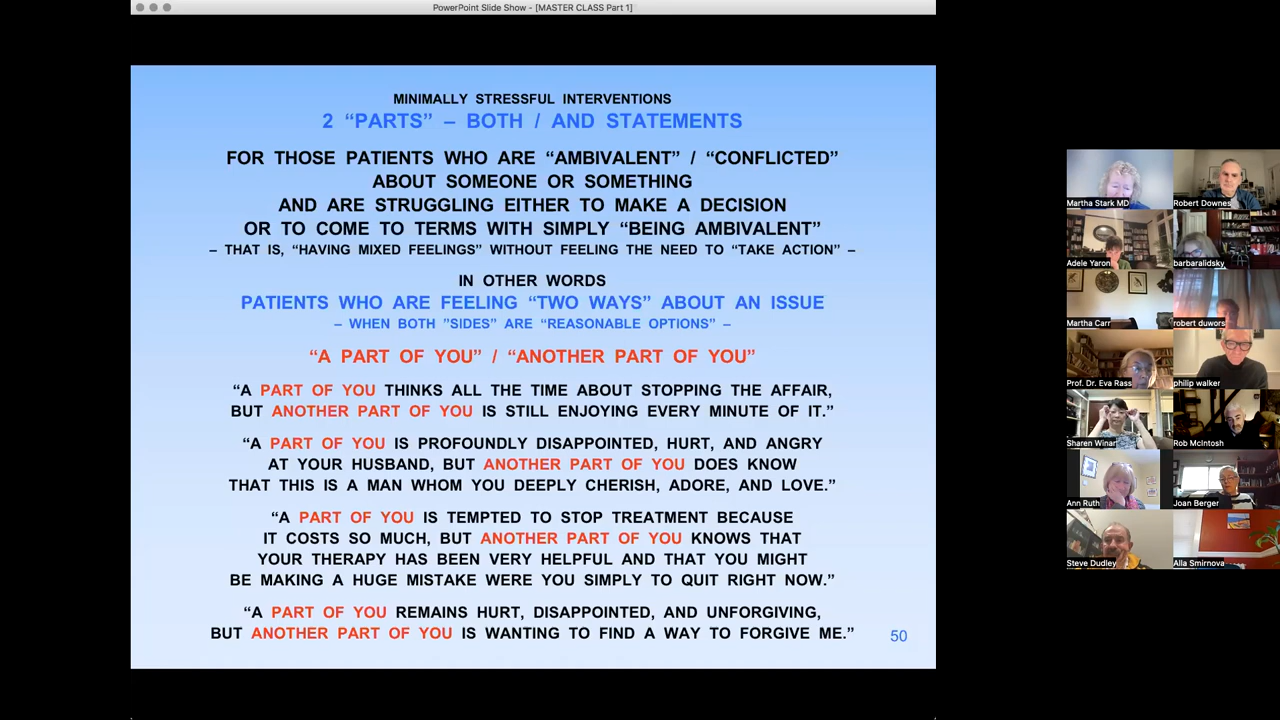 PowerPoint Slide Show - [MASTER CLASS Part 1]
MINIMALLY STRESSFUL INTERVENTIONS
2 “PARTS” – BOTH / AND STATEMENTS
FOR THOSE PATIENTS WHO ARE “AMBIVALENT” / “CONFLICTED”
ABOUT SOMEONE OR SOMETHING
AND ARE STRUGGLING EITHER TO MAKE A DECISION
OR TO COME TO TERMS WITH SIMPLY “BEING AMBIVALENT”
– THAT IS, “HAVING MIXED FEELINGS” WITHOUT FEELING THE NEED TO “TAKE ACTION” –
IN OTHER WORDS
PATIENTS WHO ARE FEELING “TWO WAYS” ABOUT AN ISSUE
– WHEN BOTH ”SIDES” ARE “REASONABLE OPTIONS” –
“A PART OF YOU” / “ANOTHER PART OF YOU”
“A PART OF YOU THINKS ALL THE TIME ABOUT STOPPING THE AFFAIR,
BUT ANOTHER PART OF YOU IS STILL ENJOYING EVERY MINUTE OF IT.”
“A PART OF YOU IS PROFOUNDLY DISAPPOINTED, HURT, AND ANGRY
AT YOUR HUSBAND, BUT ANOTHER PART OF YOU DOES KNOW
THAT THIS IS A MAN WHOM YOU DEEPLY CHERISH, ADORE, AND LOVE.”
“A PART OF YOU IS TEMPTED TO STOP TREATMENT BECAUSE
IT COSTS SO MUCH, BUT ANOTHER PART OF YOU KNOWS THAT
YOUR THERAPY HAS BEEN VERY HELPFUL AND THAT YOU MIGHT
BE MAKING A HUGE MISTAKE WERE YOU SIMPLY TO QUIT RIGHT NOW.”
“A PART OF YOU REMAINS HURT, DISAPPOINTED, AND UNFORGIVING,
BUT ANOTHER PART OF YOU IS WANTING TO FIND A WAY TO FORGIVE ME.”
50
Martha Stark MD
Robert Downes
Adele Yaron
barbaralidsky
Martha Carr
robert duwors
Prof. Dr. Eva Rass
philip walker
Sharen Winar
Rob McIntosh
Ann Ruth
Joan Berger
Steve Dudley
Alla Smirnova